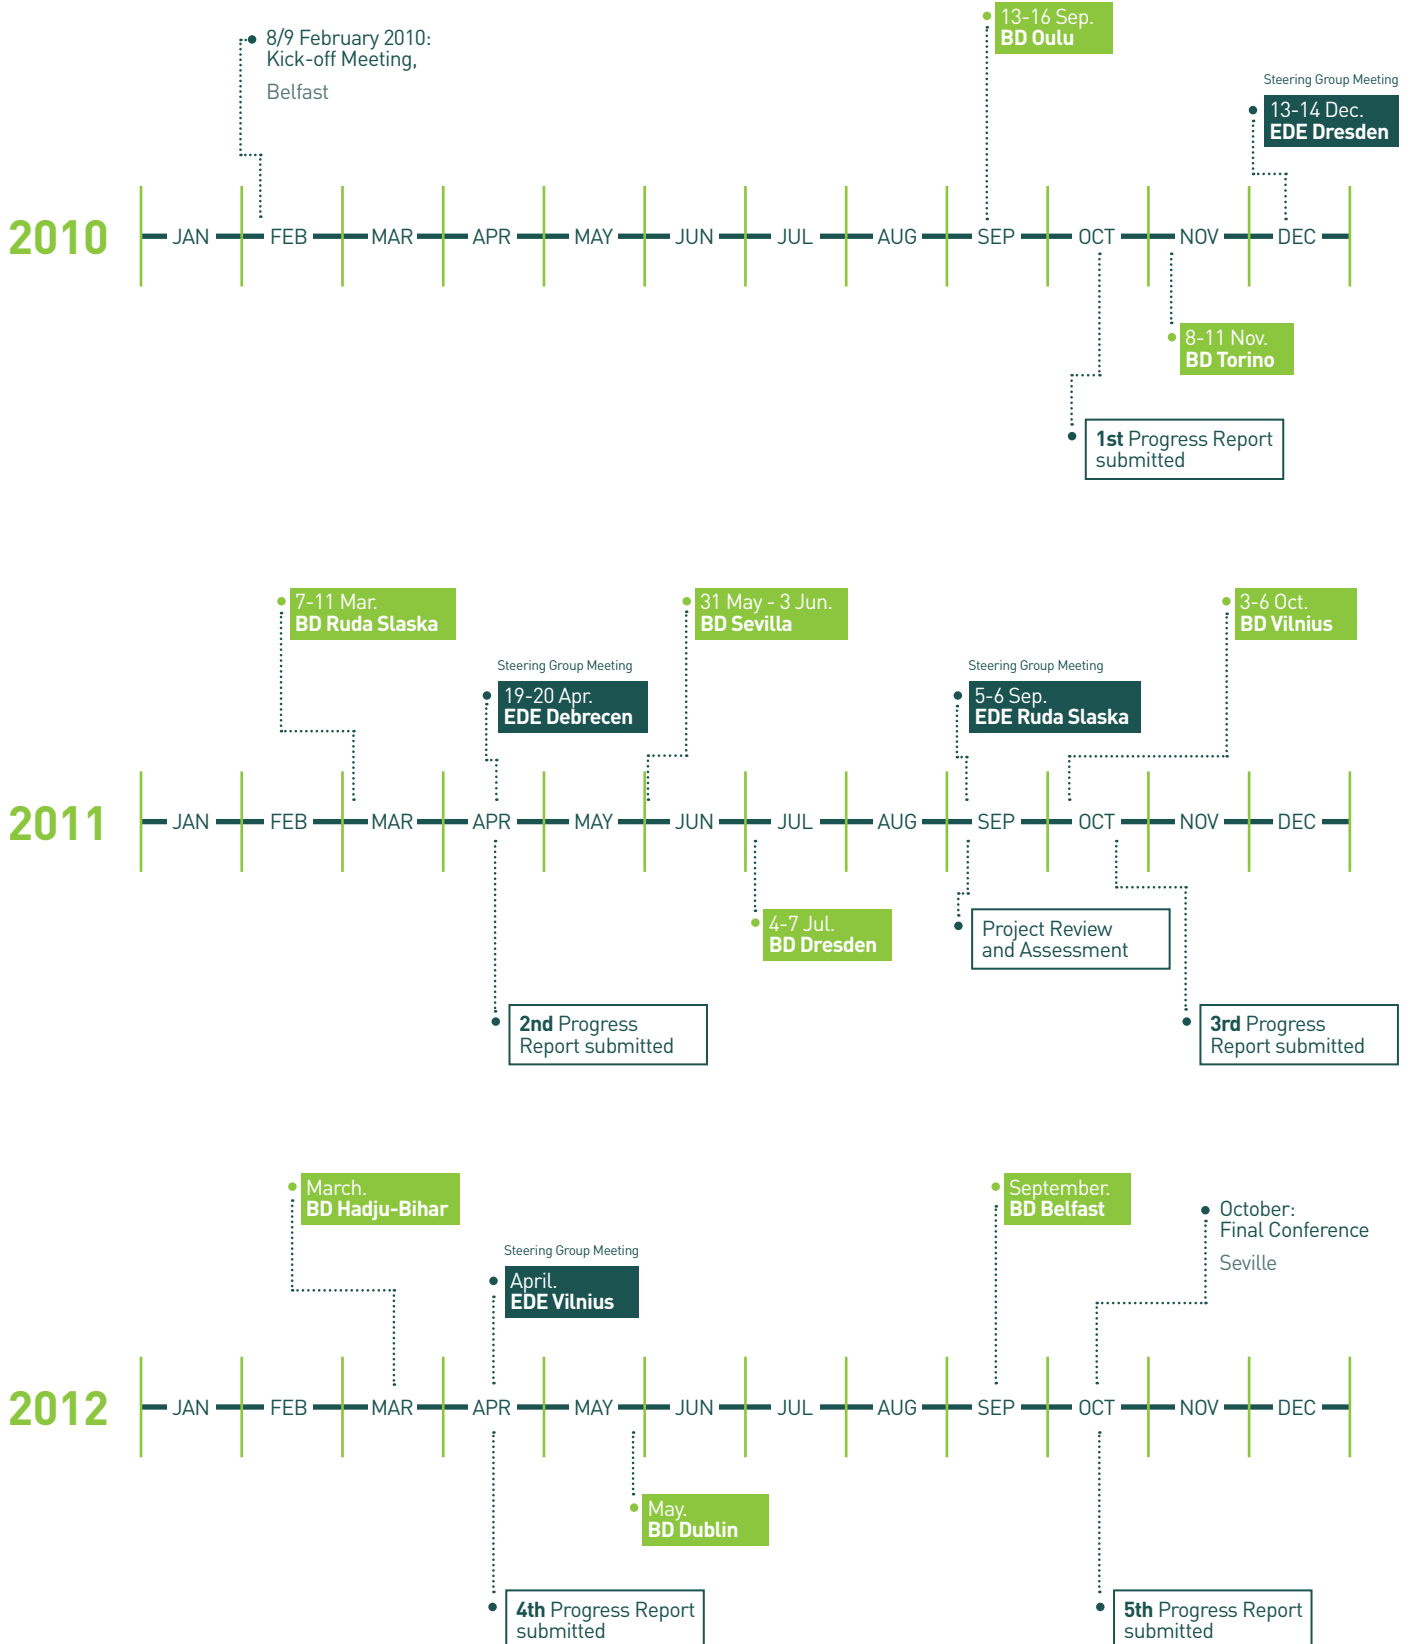 8/9 February 2010:
Kick-off Meeting,
Belfast
13-16 Sep.
BD Oulu
Steering Group Meeting
13-14 Dec.
EDE Dresden
2010
JAN FEB MAR APR MAY JUN JUL AUG SEP OCT NOV DEC
8-11 Nov.
BD Torino
1st Progress Report
submitted
7-11 Mar.
BD Ruda Slaska
31 May - 3 Jun.
BD Sevilla
3-6 Oct.
BD Vilnius
Steering Group Meeting
19-20 Apr.
EDE Debrecen
Steering Group Meeting
5-6 Sep.
EDE Ruda Slaska
2011
JAN FEB MAR APR MAY JUN JUL AUG SEP OCT NOV DEC
4-7 Jul.
BD Dresden
Project Review
and Assessment
2nd Progress
Report submitted
3rd Progress
Report submitted
March.
BD Hadju-Bihar
September.
BD Belfast
October:
Final Conference
Seville
Steering Group Meeting
April.
EDE Vilnius
2012
JAN FEB MAR APR MAY JUN JUL AUG SEP OCT NOV DEC
May.
BD Dublin
4th Progress Report
submitted
5th Progress Report
submitted